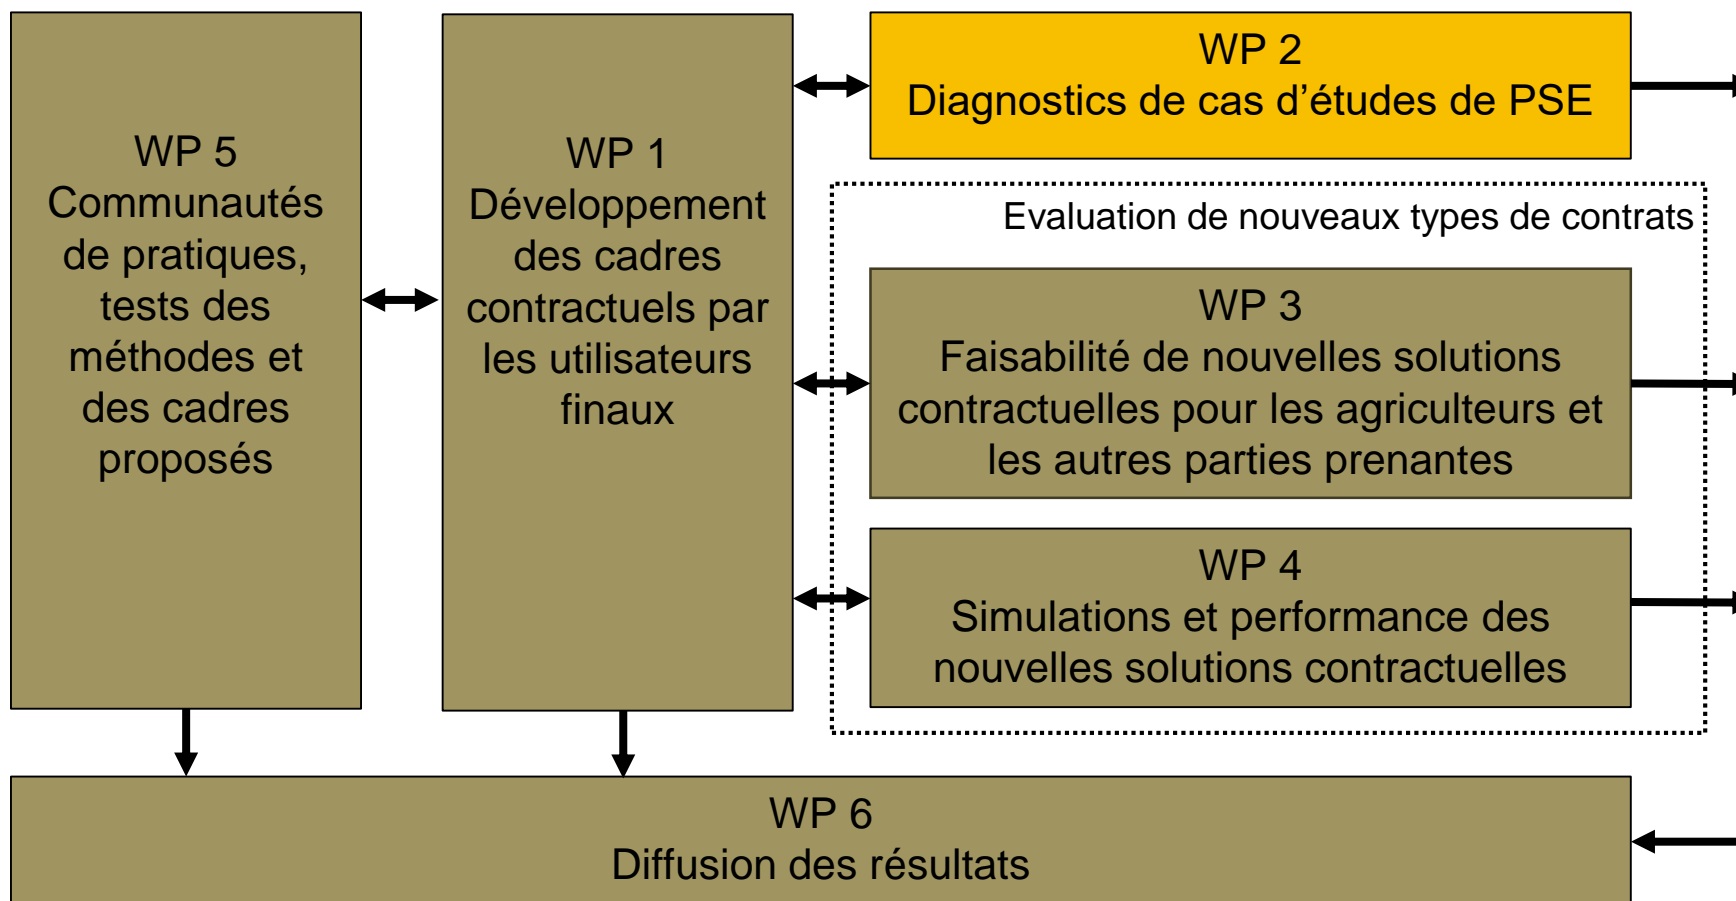 WP 5
Communautés
de pratiques,
tests des
méthodes et
des cadres
proposés
WP 1
Développement
des cadres
contractuels par
les utilisateurs
finaux
WP 2
Diagnostics de cas d’études de PSE
Evaluation de nouveaux types de contrats
WP 3
Faisabilité de nouvelles solutions
contractuelles pour les agriculteurs et
les autres parties prenantes
WP 4
Simulations et performance des
nouvelles solutions contractuelles
WP 6
Diffusion des résultats